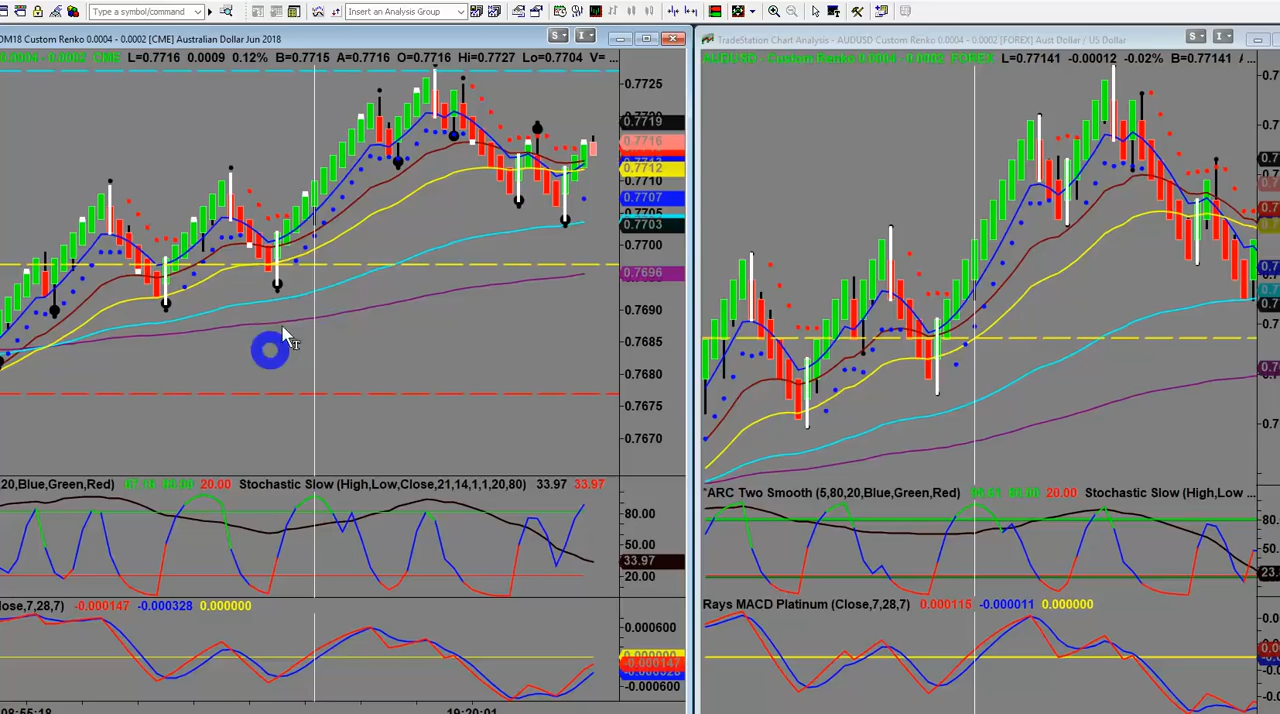 Type a symbol/command
Insert an Analysis Group
DM18 Custom Renko 0.0004 - 0.0002 [CME] Australian Dollar Jun 2018
S
I
TradeStation Chart Analysis - AUDUSD Custom Renko 0.0004 - 0.0002 [FOREX] Aust Dollar / US Dollar
S
I
0.0004 - 0.0002 CME L=0.7716 0.0009 0.12% B=0.7715 A=0.7716 O=0.7716 Hi=0.7727 Lo=0.7704 V= ...
AUDUSD - Custom Renko 0.0004 - 0.0002 FOREX L=0.77141 -0.00012 -0.02% B=0.77141 ...
0.7725
0.7719
0.7716
0.7712
0.7710
0.7707
0.7705
0.7703
0.7700
0.7696
0.7690
0.7685
0.7680
0.7675
0.7670
20,Blue,Green,Red) 20.00 Stochastic Slow (High,Low,Close,21,14,1,1,20,80) 33.97 33.97
80.00
50.00
33.97
20.00
*ARC Two Smooth (5,80,20,Blue,Green,Red) 20.00 Stochastic Slow (High,Low ...
80.
50.
23.
lose,7,28,7) -0.000147 -0.000328 0.000000
0.000600
-0.000147
-0.000600
Rays MACD Platinum (Close,7,28,7) 0.000115 -0.000011 0.000000
08:55:18
19:20:01